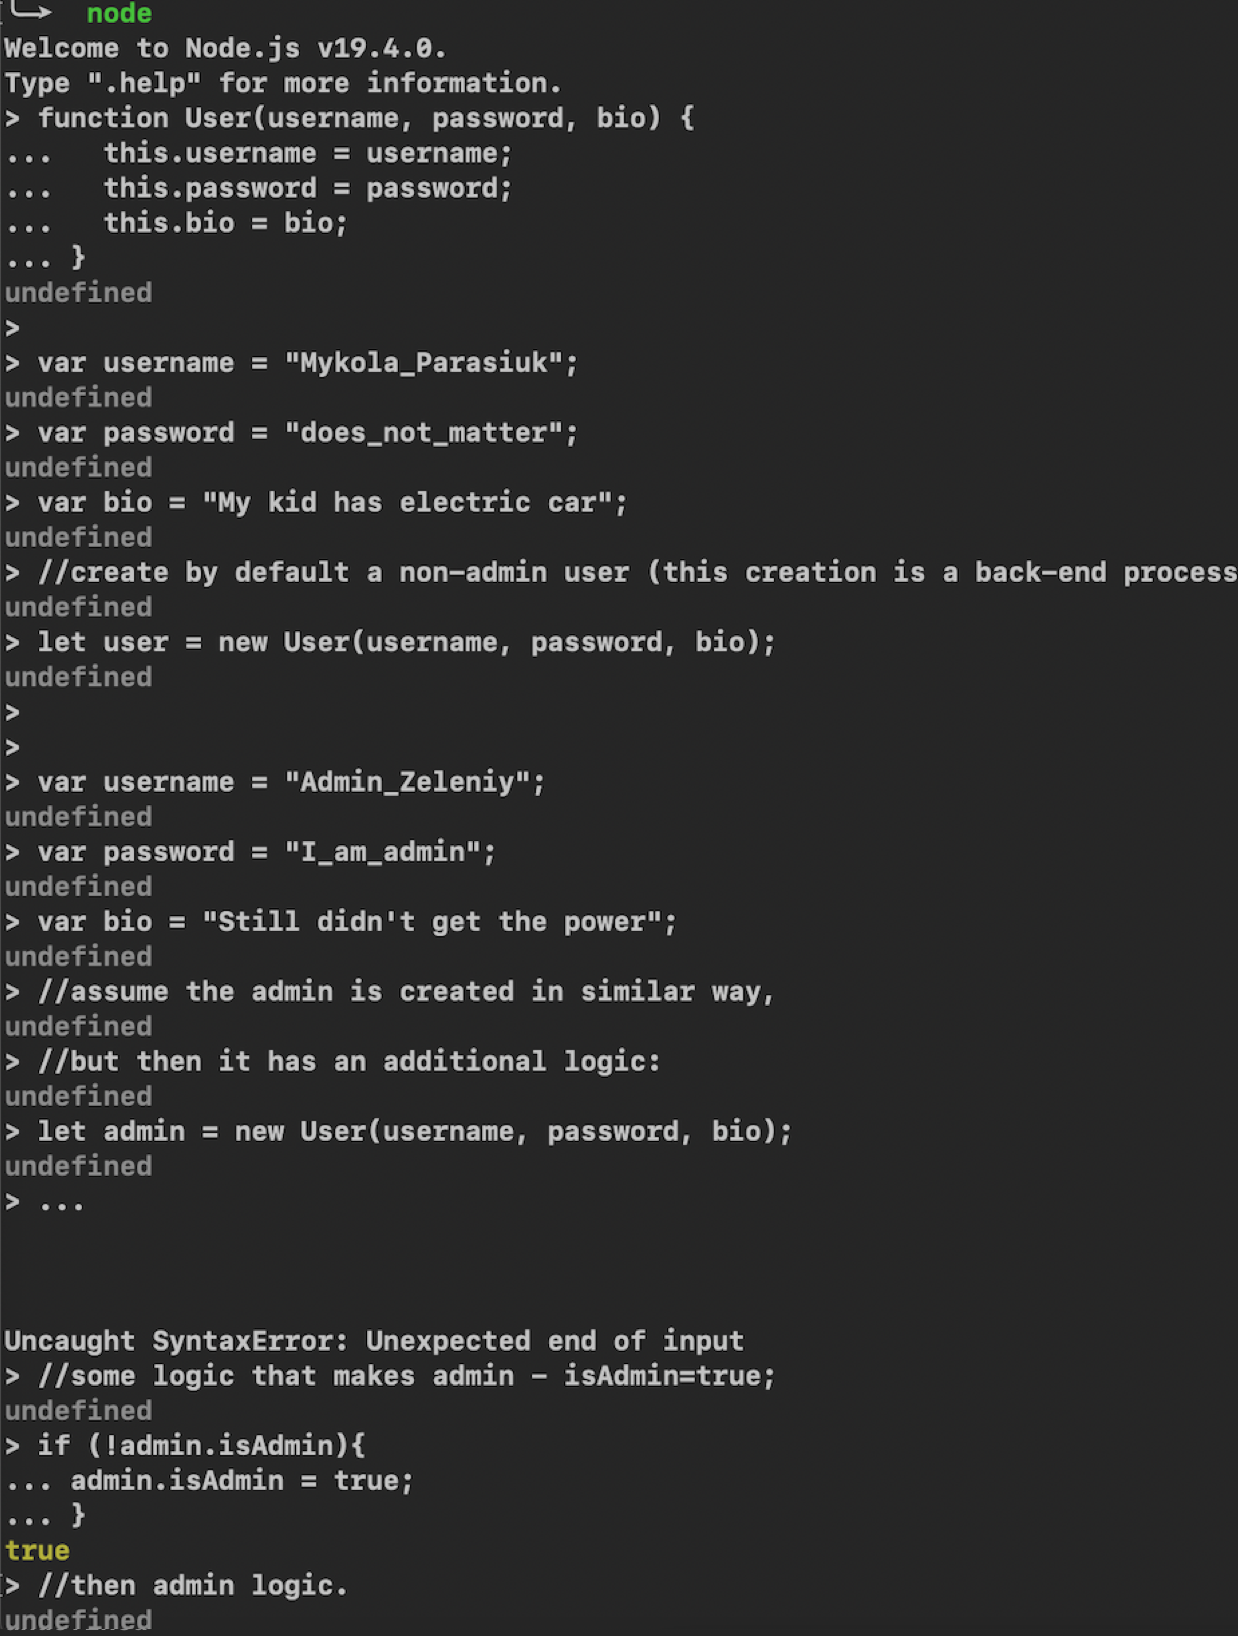 node
Welcome to Node.js v19.4.0.
Type ".help" for more information.
> function User(username, password, bio) {
...   this.username = username;
...   this.password = password;
...   this.bio = bio;
... }
undefined
>
> var username = "Mykola_Parasiuk";
undefined
> var password = "does_not_matter";
undefined
> var bio = "My kid has electric car";
undefined
> //create by default a non-admin user (this creation is a back-end process
undefined
> let user = new User(username, password, bio);
undefined
>
>
> var username = "Admin_Zeleniy";
undefined
> var password = "I_am_admin";
undefined
> var bio = "Still didn't get the power";
undefined
> //assume the admin is created in similar way,
undefined
> //but then it has an additional logic:
undefined
> let admin = new User(username, password, bio);
undefined
> ...
Uncaught SyntaxError: Unexpected end of input
> //some logic that makes admin - isAdmin=true;
undefined
> if (!admin.isAdmin){
... admin.isAdmin = true;
... }
true
> //then admin logic.
undefined